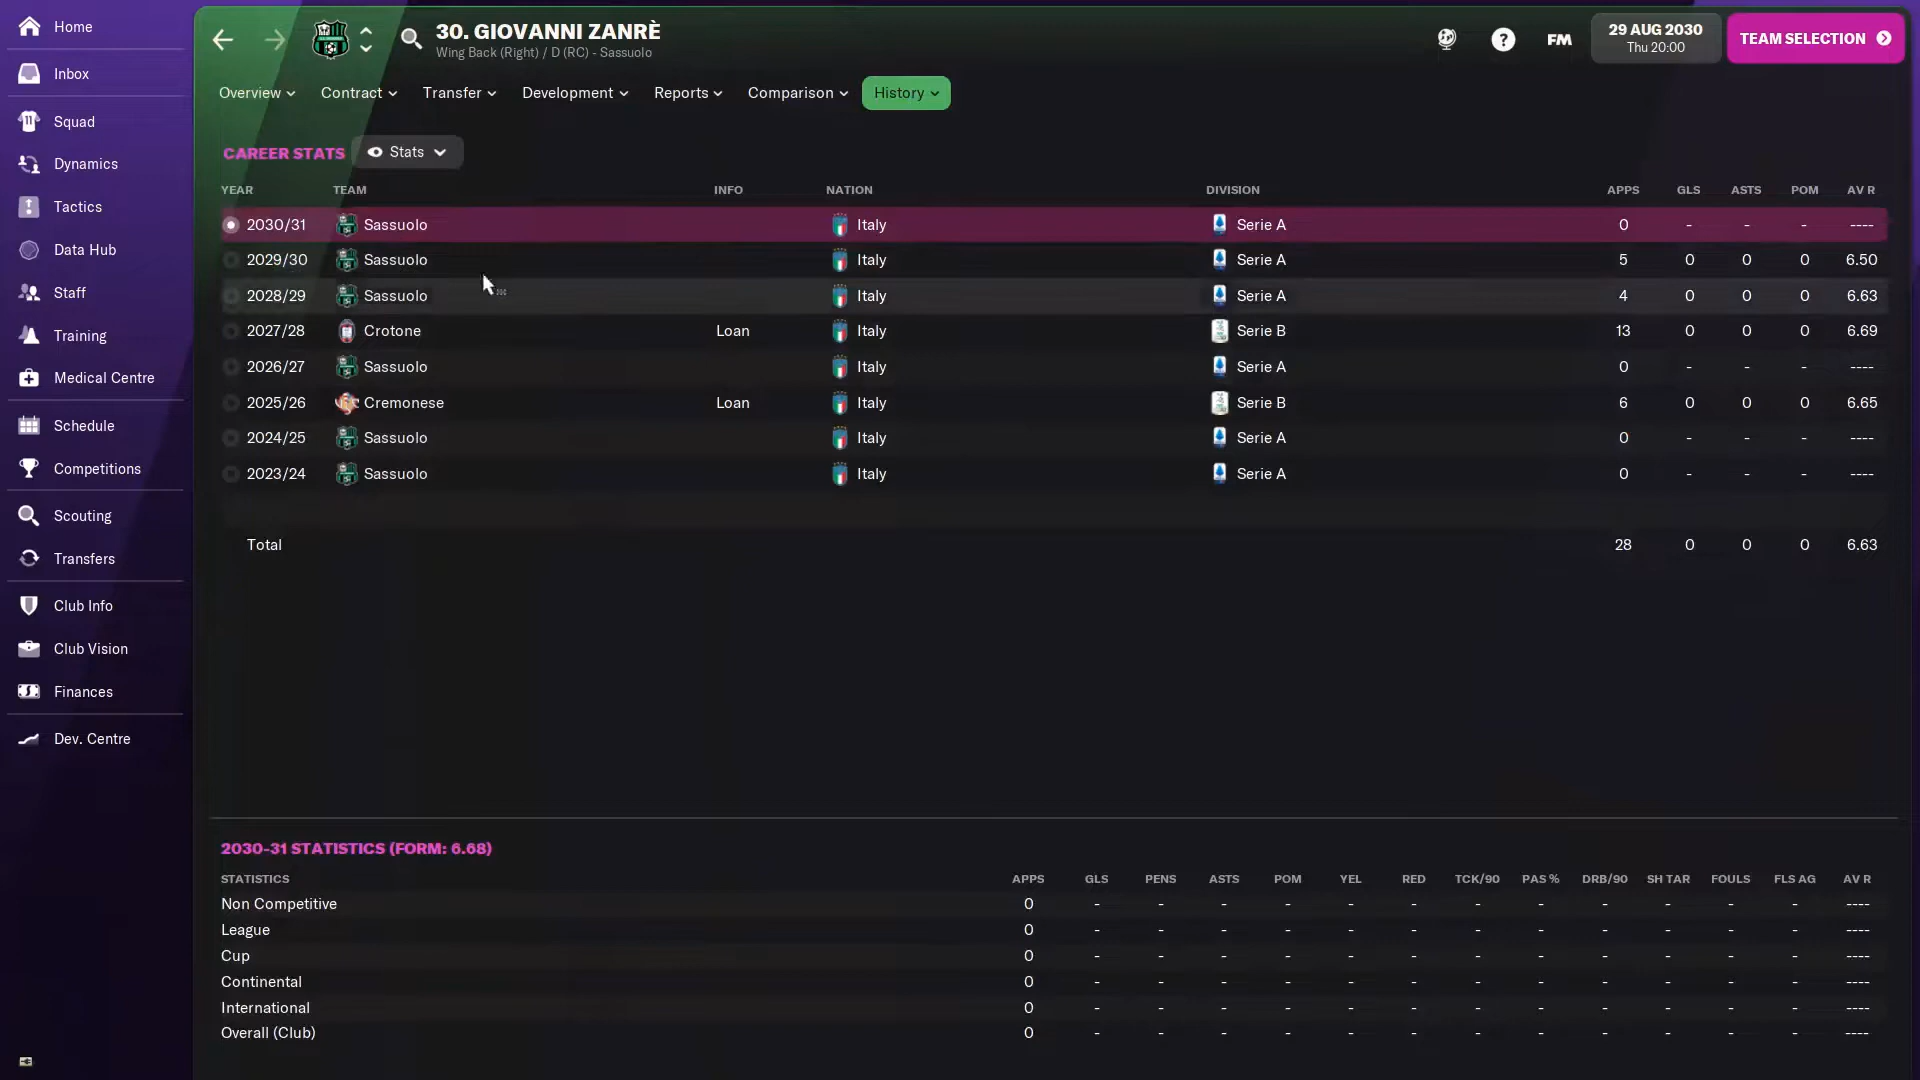 Home
Inbox
Squad
Dynamics
Tactics
Data Hub
Staff
Training
Medical Centre
Schedule
Competitions
Scouting
Transfers
Club Info
Club Vision
Finances
Dev. Centre
30. GIOVANNI ZANRÈ
Wing Back (Right) / D (RC) - Sassuolo
? FM 29 AUG 2030
Thu 20:00
TEAM SELECTION
Overview Contract Transfer Development Reports Comparison History
CAREER STATS Stats
YEAR TEAM INFO NATION DIVISION APPS GLS ASTS POM AV R
2030/31 Sassuolo Italy Serie A 0 - - - ----
2029/30 Sassuolo Italy Serie A 5 0 0 0 6.50
2028/29 Sassuolo Italy Serie A 4 0 0 0 6.63
2027/28 Crotone Loan Italy Serie B 13 0 0 0 6.69
2026/27 Sassuolo Italy Serie A 0 - - - ----
2025/26 Cremonese Loan Italy Serie B 6 0 0 0 6.65
2024/25 Sassuolo Italy Serie A 0 - - - ----
2023/24 Sassuolo Italy Serie A 0 - - - ----
Total 28 0 0 0 6.63
2030-31 STATISTICS (FORM: 6.68)
STATISTICS APPS GLS PENS ASTS POM YEL RED TCK/90 PAS % DRB/90 SH TAR FOULS FLS AG AV R
Non Competitive 0 - - - - - - - - - - - - ----
League 0 - - - - - - - - - - - - ----
Cup 0 - - - - - - - - - - - - ----
Continental 0 - - - - - - - - - - - - ----
International 0 - - - - - - - - - - - - ----
Overall (Club) 0 - - - - - - - - - - - - ----